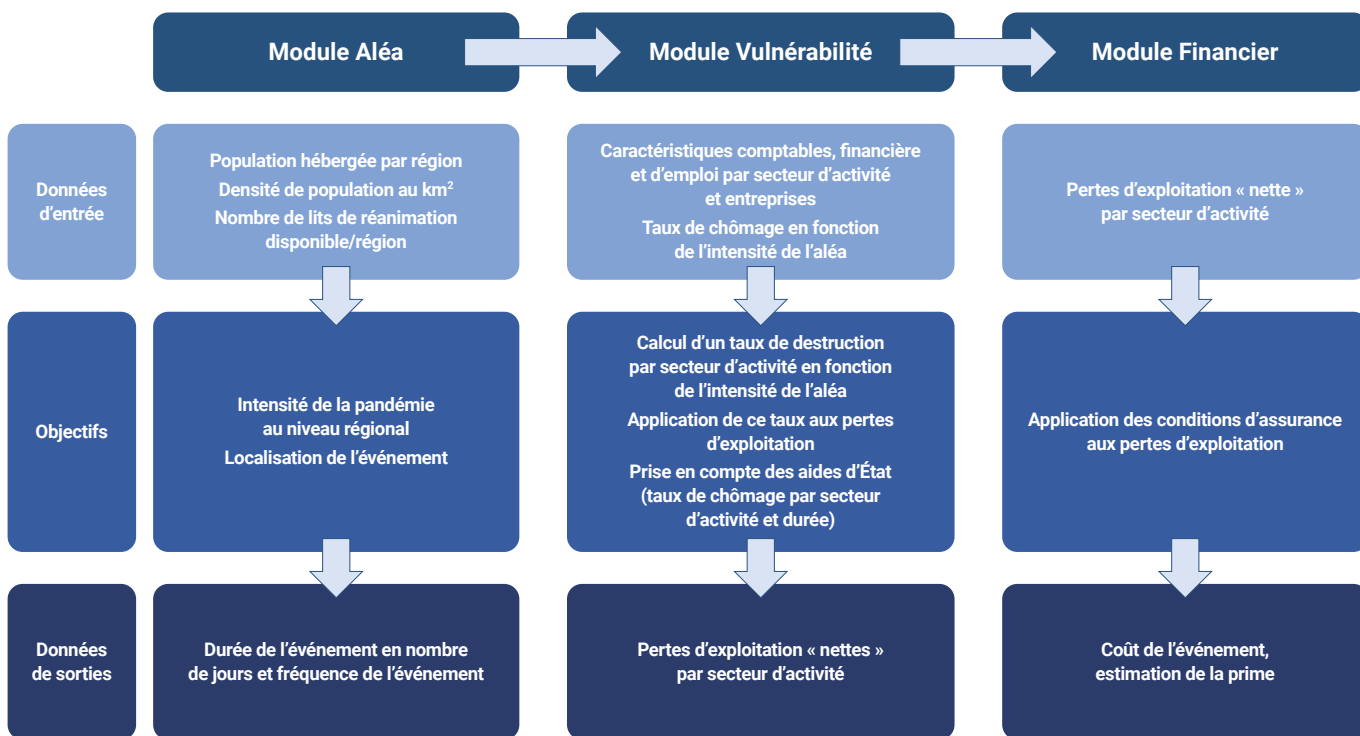 Module Aléa
Module Vulnérabilité
Module Financier
Données
d'entrée
Population hébergée par région
Densité de population au km²
Nombre de lits de réanimation
disponible/région
Caractéristiques comptables, financière
et d'emploi par secteur d'activité
et entreprises
Taux de chômage en fonction
de l'intensité de l'aléa
Pertes d'exploitation « nette »
par secteur d'activité
Objectifs
Intensité de la pandémie
au niveau régional
Localisation de l'événement
Calcul d'un taux de destruction
par secteur d'activité en fonction
de l'intensité de l'aléa
Application de ce taux aux pertes
d'exploitation
Prise en compte des aides d'État
(taux de chômage par secteur
d'activité et durée)
Application des conditions d'assurance
aux pertes d'exploitation
Données
de sorties
Durée de l'événement en nombre
de jours et fréquence de l'événement
Pertes d'exploitation « nettes »
par secteur d'activité
Coût de l'événement,
estimation de la prime